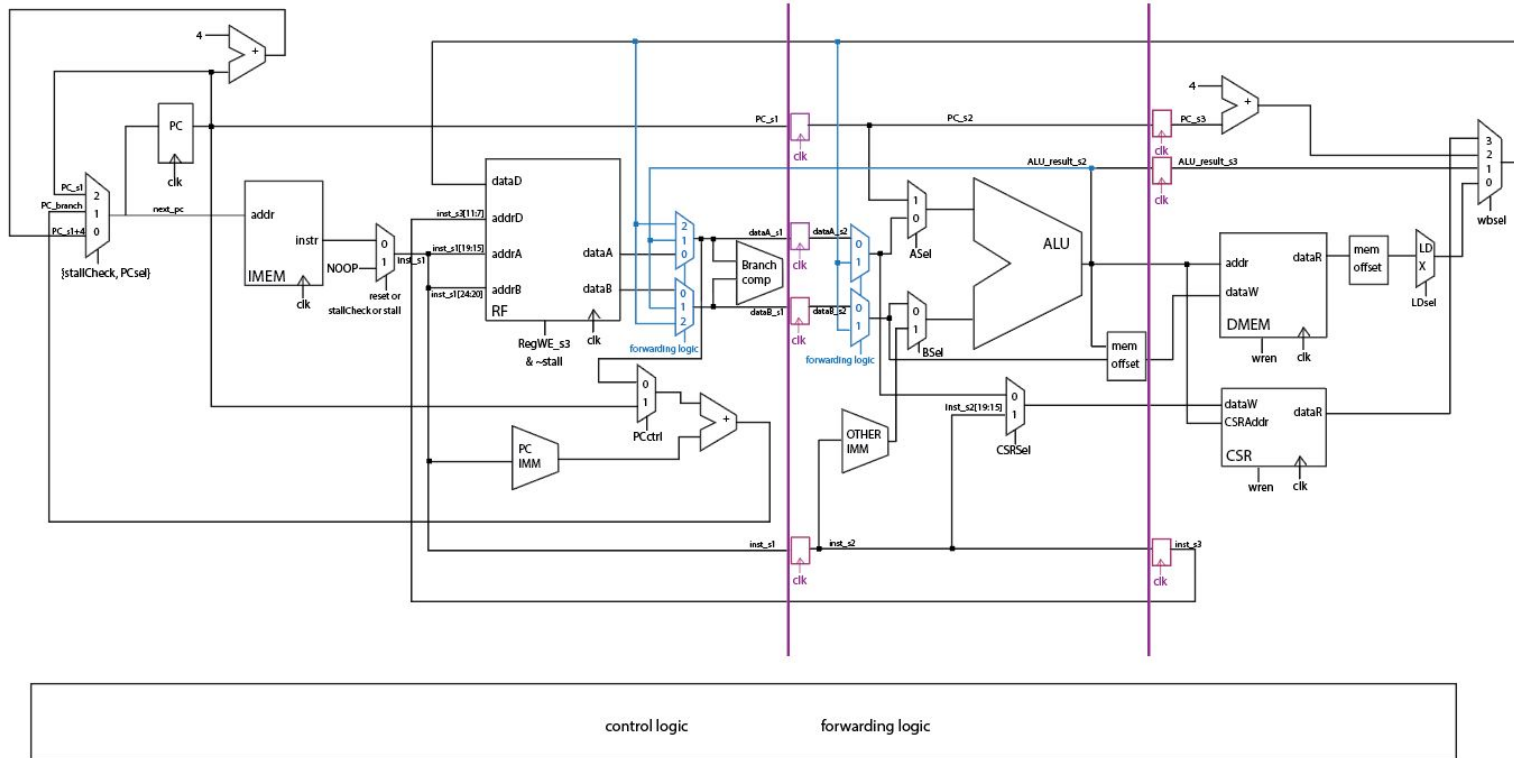 4
+
PC
clk
PC_s1
PC_branch
PC_s1+4
2
1
0
{stallCheck, PCsel}
next_pc
addr
instr
IMEM
clk
NOOP
0
1
inst_s1
reset or
stallCheck or stall
dataD
addrD
addrA
addrB
RF
dataA
dataB
clk
inst_s3[11:7]
inst_s1[19:15]
inst_s1[24:20]
RegWE_s3
& ~stall
2
1
0
0
1
2
forwarding logic
Branch
comp
0
1
PCctrl
+
PC
IMM
PC_s1
dataA_s1
dataB_s1
inst_s1
clk
clk
clk
clk
PC_s2
dataA_s2
dataB_s2
inst_s2
0
1
0
1
forwarding logic
1
0
ASel
0
1
BSel
ALU
ALU_result_s2
OTHER
IMM
Inst_s2[19:15]
0
1
CSRSel
mem
offset
clk
clk
clk
PC_s3
ALU_result_s3
inst_s3
4
+
addr
dataW
dataR
DMEM
wren
clk
mem
offset
LD
X
LDsel
dataW
CSRAddr
dataR
CSR
wren
clk
3
2
1
0
wbsel
control logic
forwarding logic